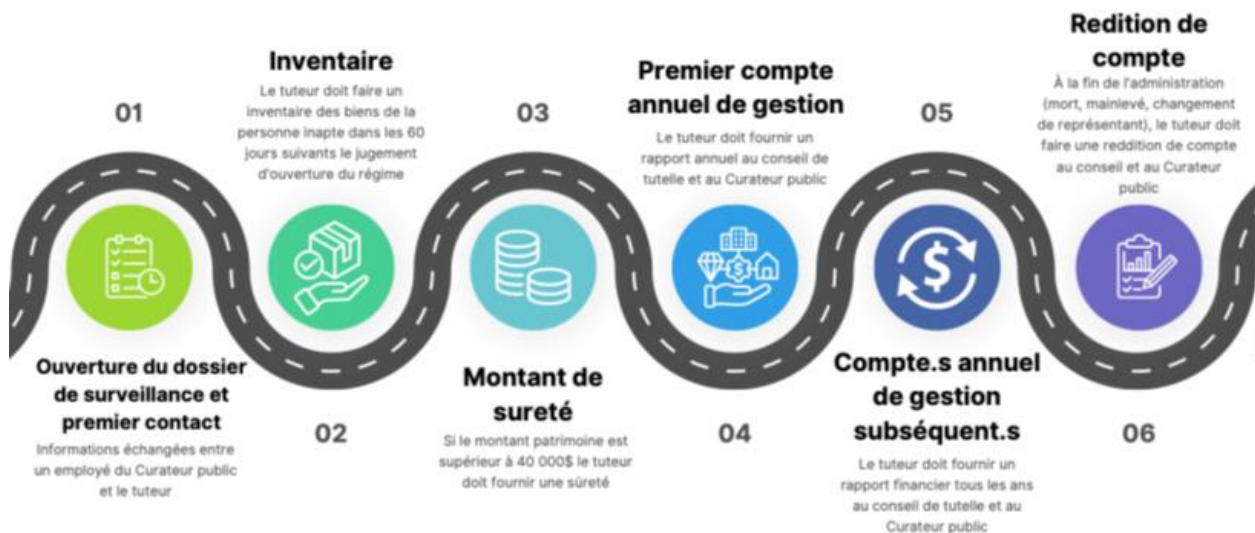 01
Ouverture du dossier
de surveillance et
premier contact
Informations échangées entre
un employé du Curateur public
et le tuteur
Inventaire
Le tuteur doit faire un
inventaire des biens de la
personne inapte dans les 60
jours suivants le jugement
d'ouverture du régime
02
03
Montant de
sureté
Si le montant patrimoine est
supérieur à 40 000$ le tuteur
doit fournir une sûreté
Premier compte
annuel de gestion
Le tuteur doit fournir un
rapport annuel au conseil de
tutelle et au Curateur public
04
05
Compte.s annuel
de gestion
subséquent.s
Le tuteur doit fournir un
rapport financier tous les ans
au conseil de tutelle et au
Curateur public
Redition de
compte
À la fin de l'administration
(mort, mainlevé, changement
de représentant), le tuteur doit
faire une reddition de compte
au conseil et au Curateur
public
06